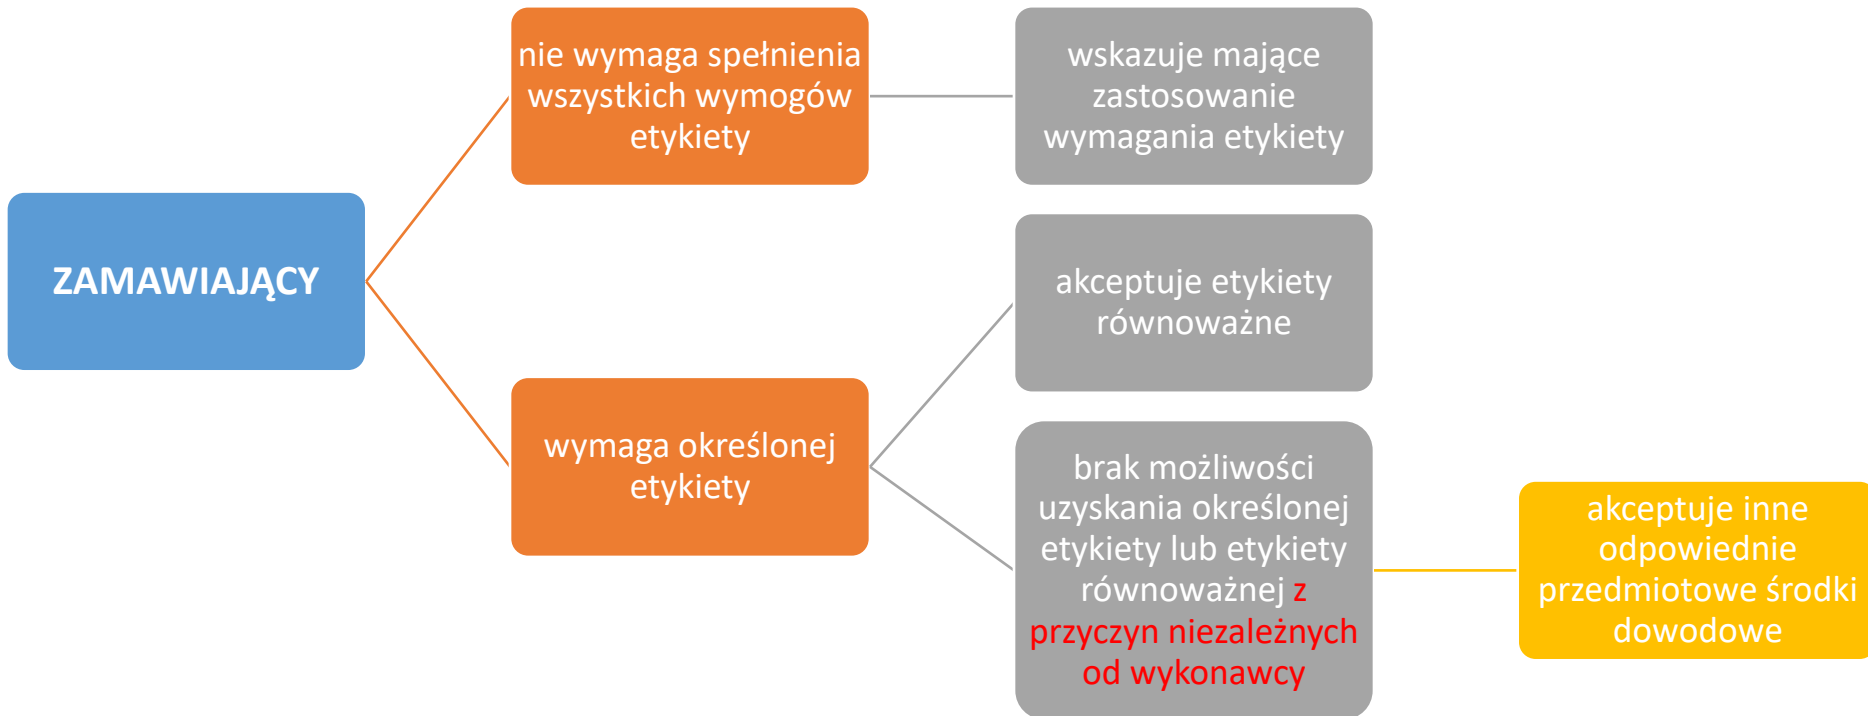 ZAMAWIAJĄCY
nie wymaga spełnienia
wszystkich wymogów
etykiety
wskazuje mające
zastosowanie
wymagania etykiety
wymaga określonej
etykiety
akceptuje etykiety
równoważne
brak możliwości
uzyskania określonej
etykiety lub etykiety
równoważnej z
przyczyn niezależnych
od wykonawcy
akceptuje inne
odpowiednie
przedmiotowe środki
dowodowe